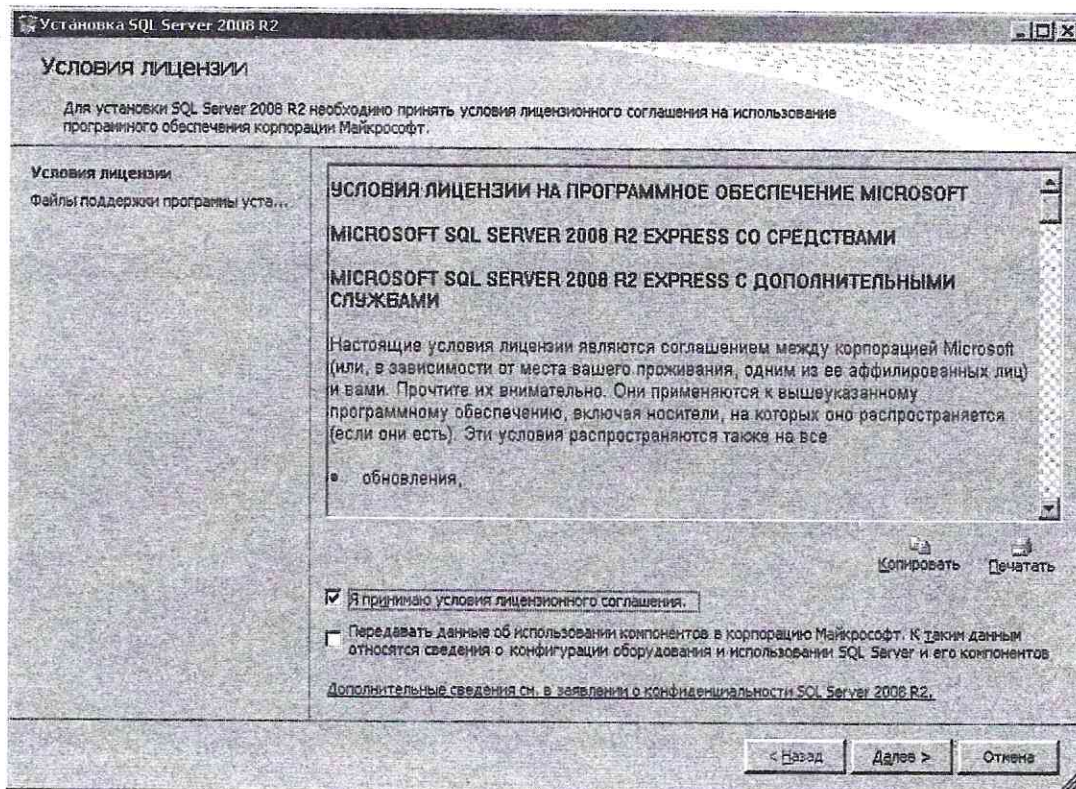 Установка SQL Server 2008 R2
Условия лицензии
Для установки SQL Server 2008 R2 необходимо принять условия лицензионного соглашения на использование
программного обеспечения корпорации Майкрософт.
Условия лицензии
Файлы поддержки программы уста...
УСЛОВИЯ ЛИЦЕНЗИИ НА ПРОГРАММНОЕ ОБЕСПЕЧЕНИЕ MICROSOFT
MICROSOFT SQL SERVER 2008 R2 EXPRESS СО СРЕДСТВАМИ
MICROSOFT SQL SERVER 2008 R2 EXPRESS С ДОПОЛНИТЕЛЬНЫМИ
СЛУЖБАМИ
Настоящие условия лицензии являются соглашением между корпорацией Microsoft
(или, в зависимости от места вашего проживания, одним из ее аффилированных лиц)
и вами. Прочтите их внимательно. Они применяются к вышеуказанному
программному обеспечению, включая носители, на которых оно распространяется
(если они есть). Эти условия распространяются также на все
• обновления,
Копировать Печатать
Я принимаю условия лицензионного соглашения.
Передавать данные об использовании компонентов в корпорацию Майкрософт. К таким данным
относятся сведения о конфигурации оборудования и использовании SQL Server и его компонентов
Дополнительные сведения см. в заявлении о конфиденциальности SQL Server 2008 R2.
< Назад Далее > Отмена